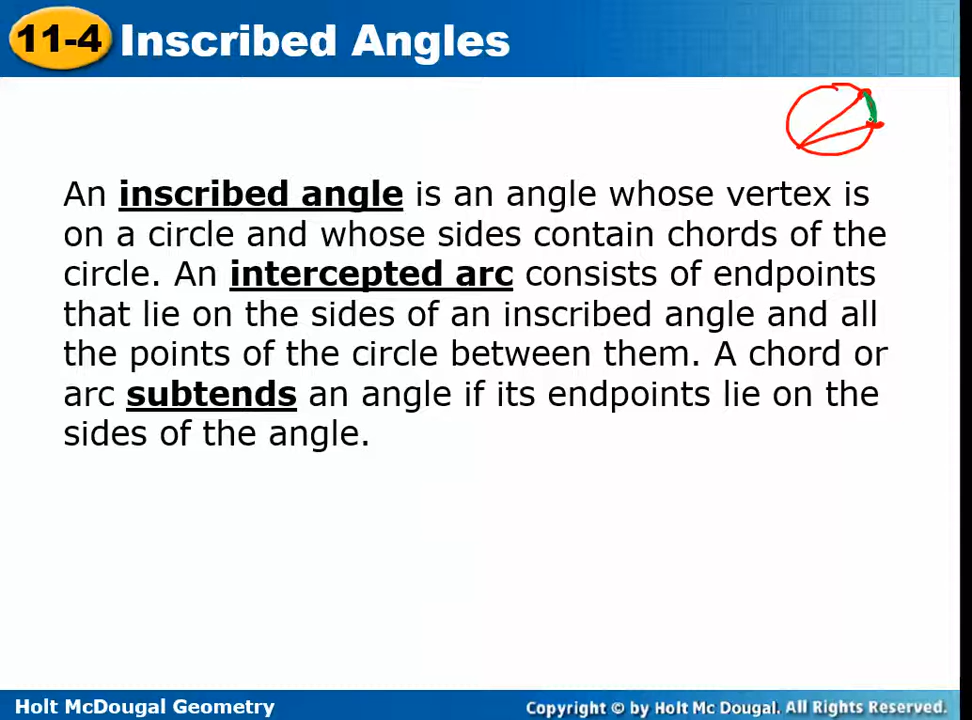 11-4 Inscribed Angles
An inscribed angle is an angle whose vertex is
on a circle and whose sides contain chords of the
circle. An intercepted arc consists of endpoints
that lie on the sides of an inscribed angle and all
the points of the circle between them. A chord or
arc subtends an angle if its endpoints lie on the
sides of the angle.
Holt McDougal Geometry
Copyright © by Holt Mc Dougal. All Rights Reserved.